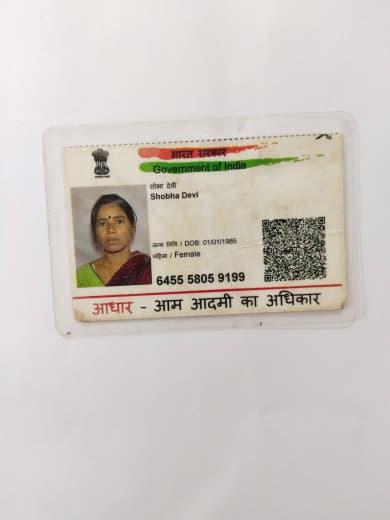 भारत सरकार
Government of India
शोभा देवी
Shobha Devi
जन्म तिथि / DOB: 01/01/1985
महिला / Female
6455 5805 9199
आधार - आम आदमी का अधिकार